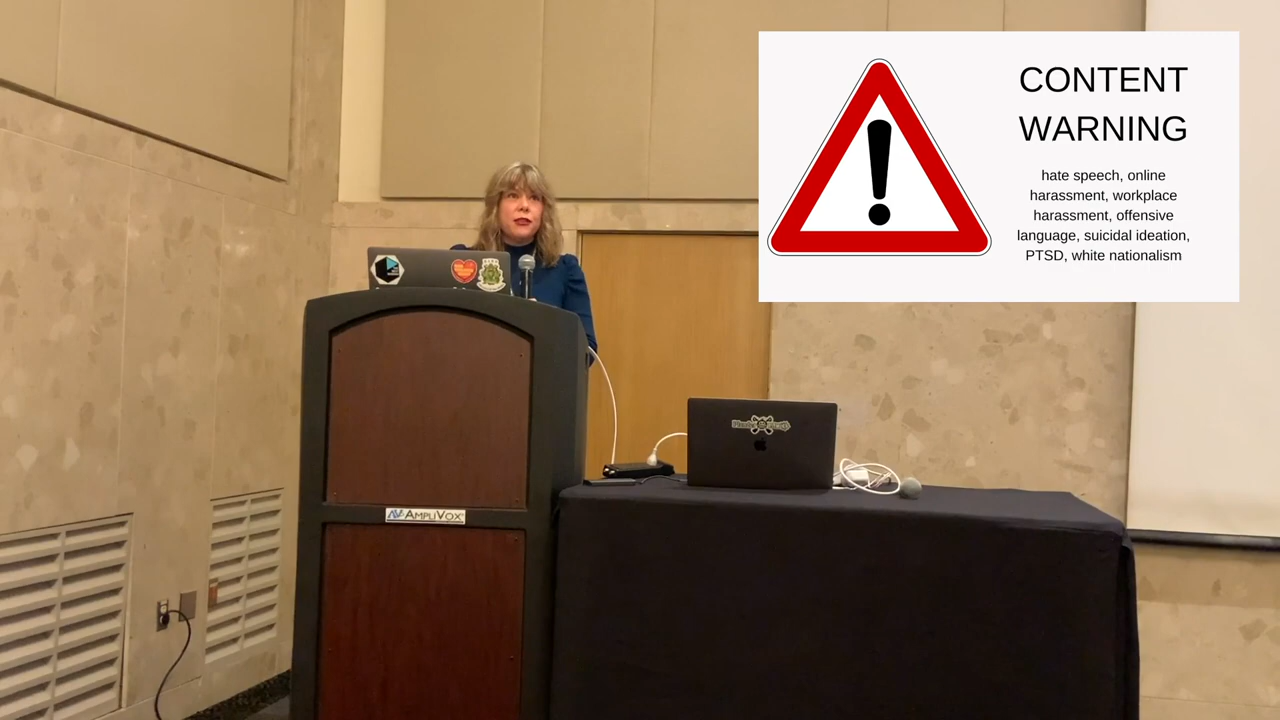 CONTENT
WARNING
hate speech, online
harassment, workplace
harassment, offensive
language, suicidal ideation,
PTSD, white nationalism
AMPLIVOX